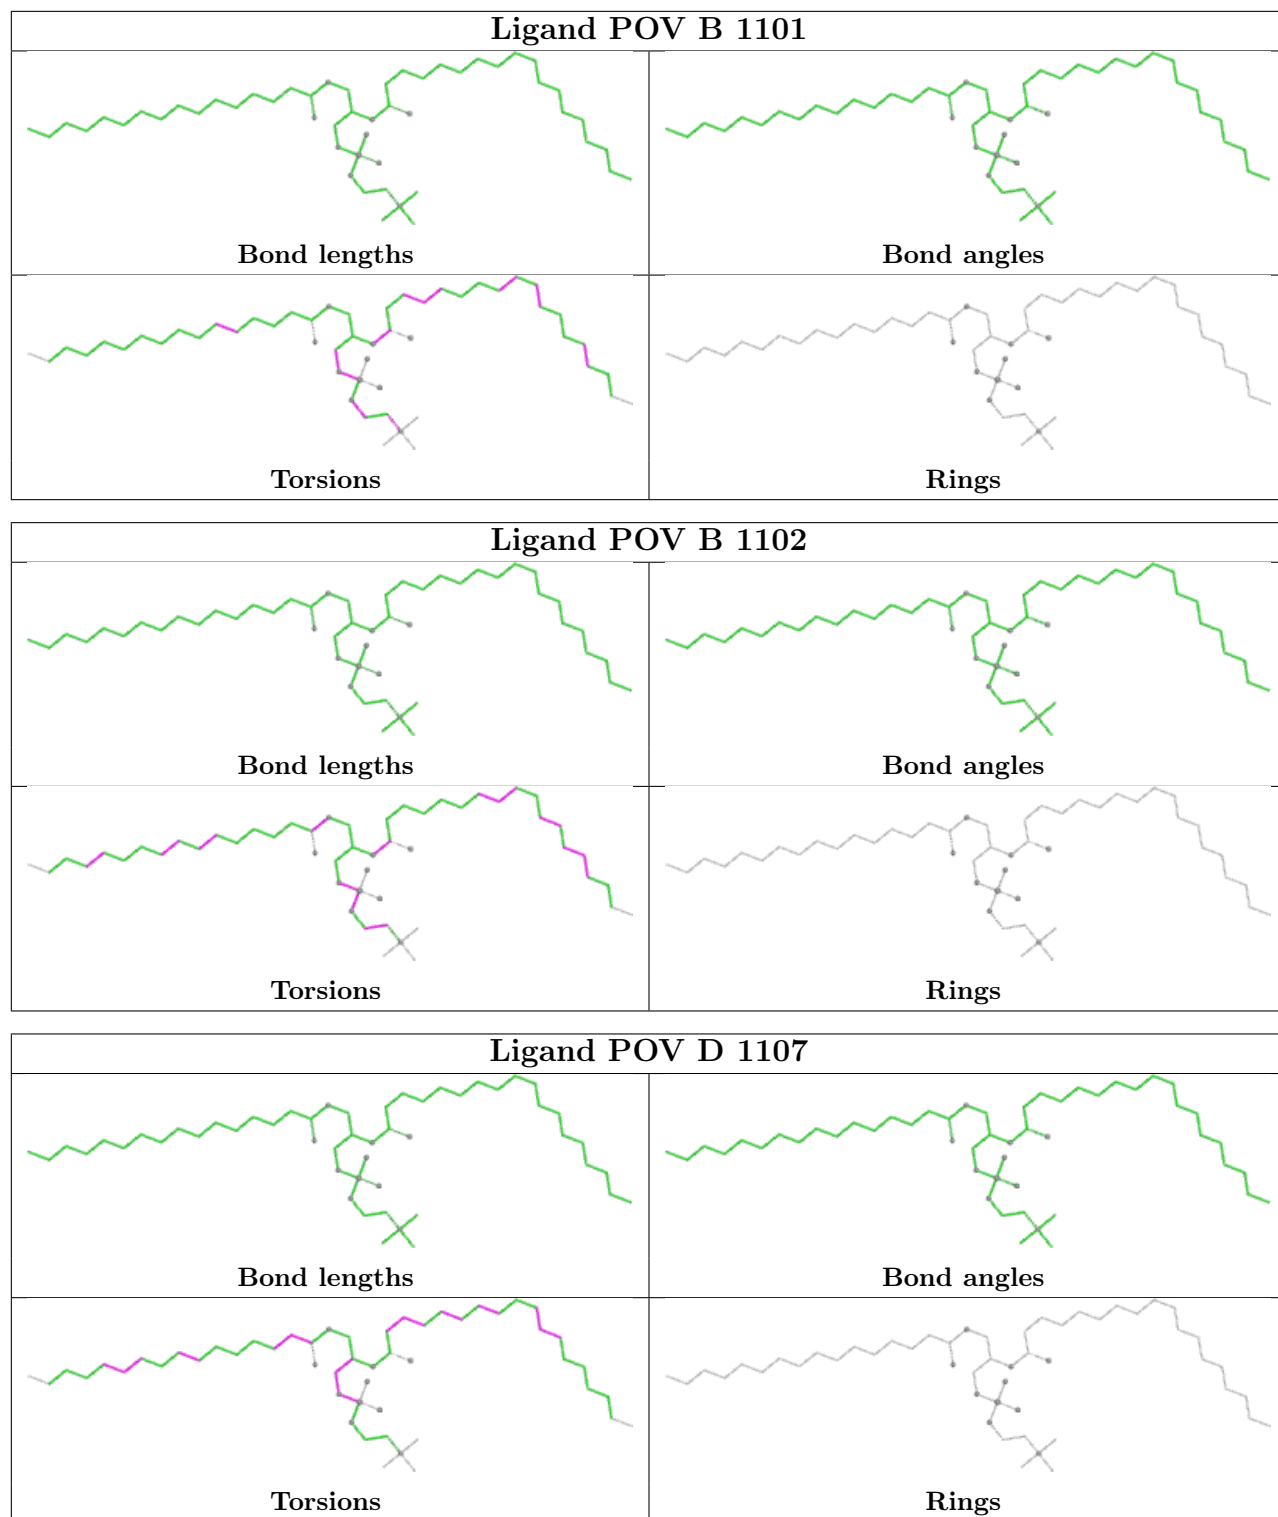 Ligand POV B 1101
Bond lengths
Bond angles
Torsions
Rings
Ligand POV B 1102
Bond lengths
Bond angles
Torsions
Rings
Ligand POV D 1107
Bond lengths
Bond angles
Torsions
Rings